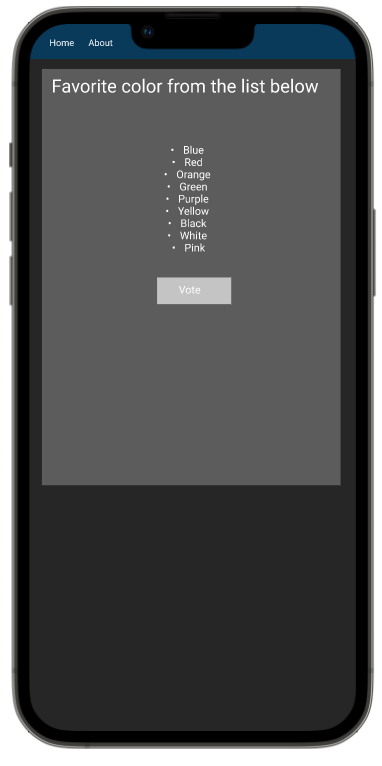 Home About
Favorite color from the list below
• Blue
• Red
• Orange
• Green
• Purple
• Yellow
• Black
• White
• Pink
Vote